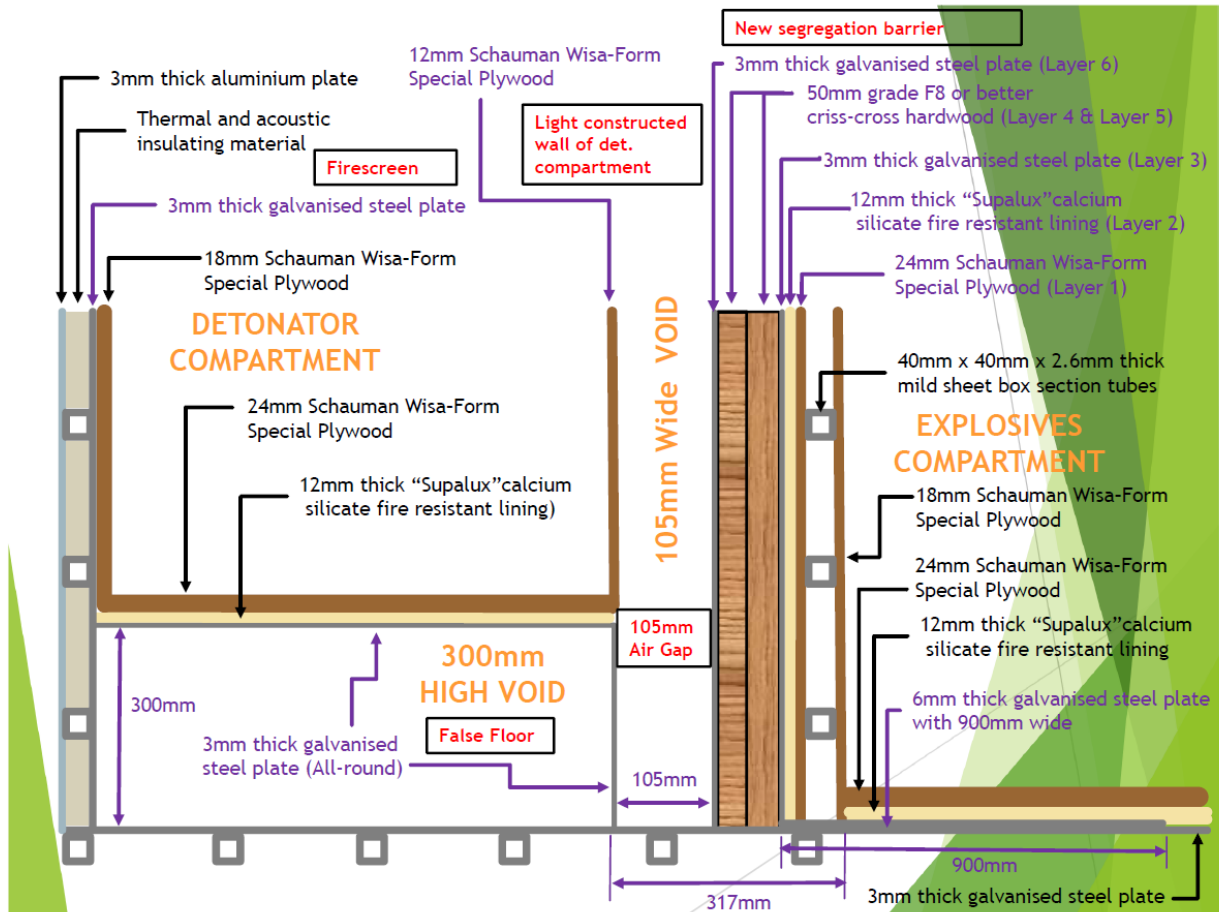 New segregation barrier
12mm Schauman Wisa-Form
Special Plywood
3mm thick galvanised steel plate (Layer 6)
3mm thick aluminium plate
50mm grade F8 or better
criss-cross hardwood (Layer 4 & Layer 5)
Thermal and acoustic
insulating material
Light constructed
wall of det.
compartment
Firescreen
3mm thick galvanised steel plate (Layer 3)
3mm thick galvanised steel plate
12mm thick “Supalux”calcium
silicate fire resistant lining (Layer 2)
18mm Schauman Wisa-Form
Special Plywood
24mm Schauman Wisa-Form
Special Plywood (Layer 1)
DETONATOR
COMPARTMENT
105mm Wide VOID
40mm x 40mm x 2.6mm thick
mild sheet box section tubes
24mm Schauman Wisa-Form
Special Plywood
EXPLOSIVES
COMPARTMENT
12mm thick “Supalux”calcium
silicate fire resistant lining)
18mm Schauman Wisa-Form
Special Plywood
24mm Schauman Wisa-Form
Special Plywood
105mm
Air Gap
12mm thick “Supalux”calcium
silicate fire resistant lining
300mm
HIGH VOID
300mm
6mm thick galvanised steel plate
with 900mm wide
False Floor
3mm thick galvanised
steel plate (All-round)
105mm
900mm
317mm
3mm thick galvanised steel plate